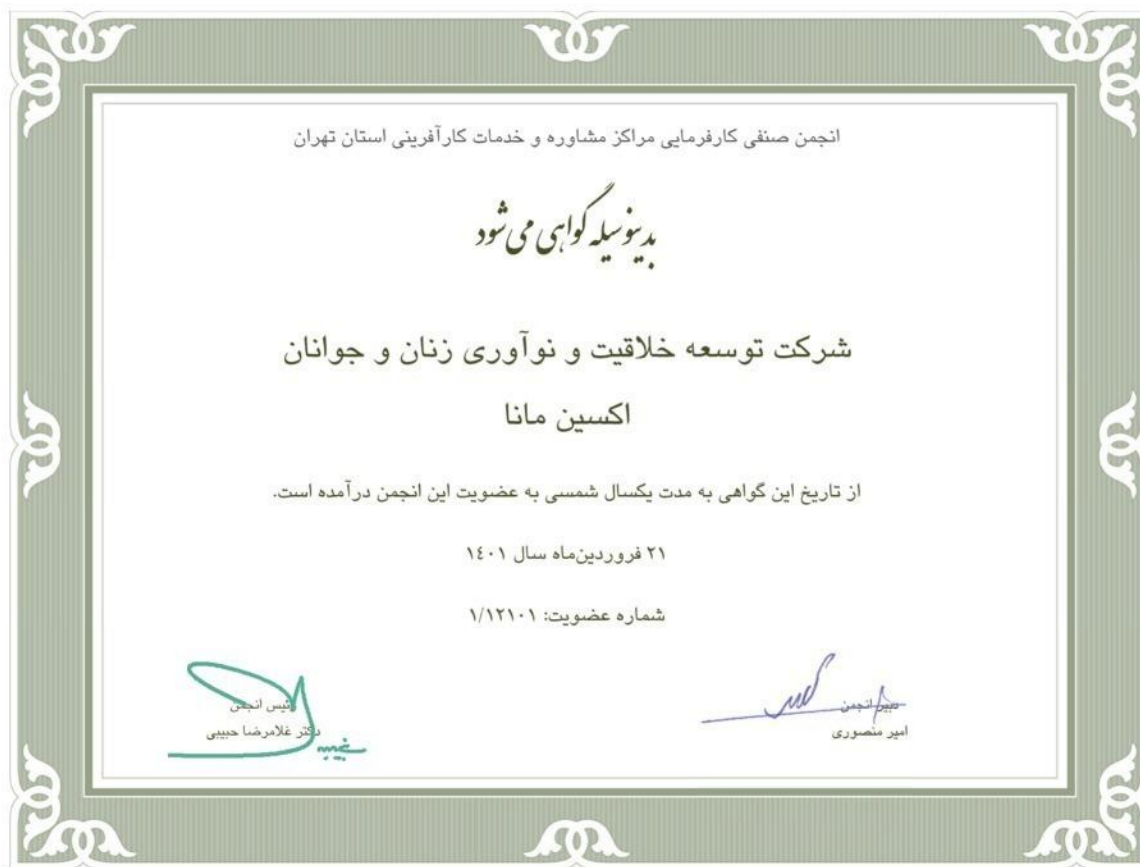 انجمن صنفی کارفرمایی مراکز مشاوره و خدمات کارآفرینی استان تهران
بدینوسیله گواهی می‌شود
شرکت توسعه خلاقیت و نوآوری زنان و جوانان
اکسین مانا
از تاریخ این گواهی به مدت یکسال شمسی به عضویت این انجمن درآمده است.
۲۱ فروردین‌ماه سال ۱۴۰۱
شماره عضویت: ۱/۱۲۱۰۱
دبیر انجمن
امیر منصوری
رئیس انجمن
دکتر غلامرضا حبیبی